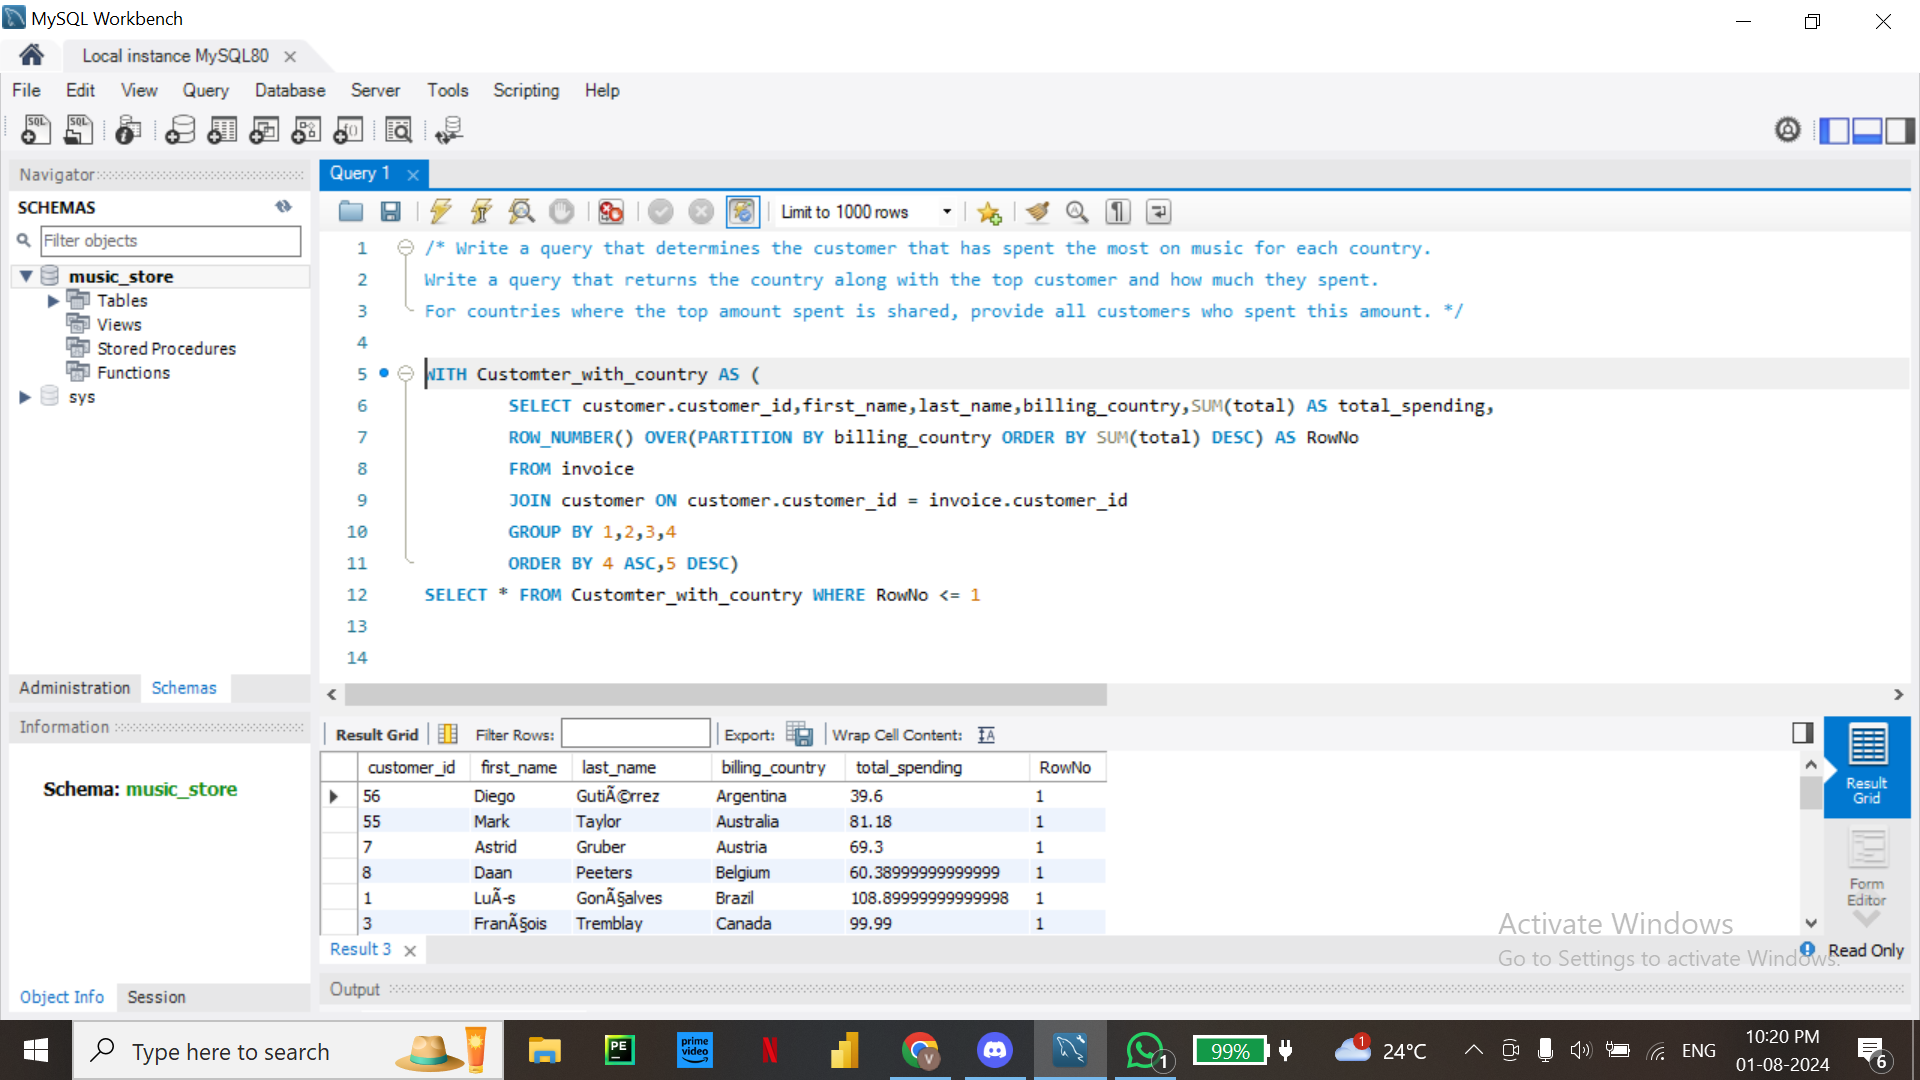 MySQL Workbench
Local instance MySQL80
File Edit View Query Database Server Tools Scripting Help
Navigator
SCHEMAS
Filter objects
music_store
Tables
Views
Stored Procedures
Functions
sys
Administration Schemas
Information
Schema: music_store
Object Info Session
Query 1
Limit to 1000 rows
1 /* Write a query that determines the customer that has spent the most on music for each country.
2 Write a query that returns the country along with the top customer and how much they spent.
3 For countries where the top amount spent is shared, provide all customers who spent this amount. */
4
5 WITH Customter_with_country AS (
6 SELECT customer.customer_id,first_name,last_name,billing_country,SUM(total) AS total_spending,
7 ROW_NUMBER() OVER(PARTITION BY billing_country ORDER BY SUM(total) DESC) AS RowNo
8 FROM invoice
9 JOIN customer ON customer.customer_id = invoice.customer_id
10 GROUP BY 1,2,3,4
11 ORDER BY 4 ASC,5 DESC)
12 SELECT * FROM Customter_with_country WHERE RowNo <= 1
13
14
Result Grid Filter Rows: Export: Wrap Cell Content:
customer_id first_name last_name billing_country total_spending RowNo
56 Diego GutiÃ©rrez Argentina 39.6 1
55 Mark Taylor Australia 81.18 1
7 Astrid Gruber Austria 69.3 1
8 Daan Peeters Belgium 60.38999999999999 1
1 LuÃ-s GonÃ§alves Brazil 108.89999999999998 1
3 FranÃ§ois Tremblay Canada 99.99 1
Result Grid
Form Editor
Result 3
Read Only
Output
Activate Windows
Go to Settings to activate Windows.
Type here to search
PE
prime video
N
V
1
99%
1
24°C
ENG
10:20 PM
01-08-2024
6